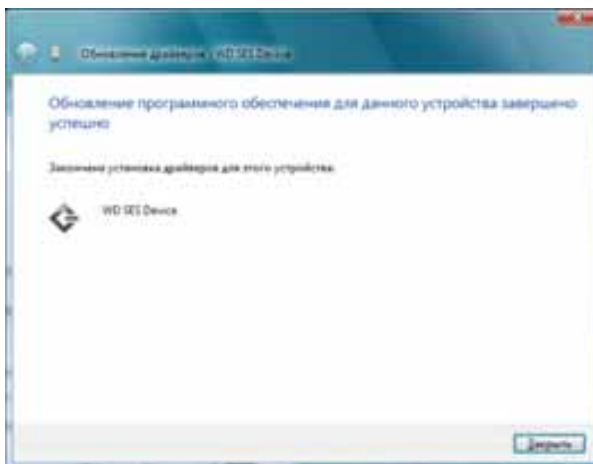 Обновление драйверов - WD SES Device
Обновление программного обеспечения для данного устройства завершено
успешно
Закончена установка драйверов для этого устройства:
WD SES Device
Закрыть